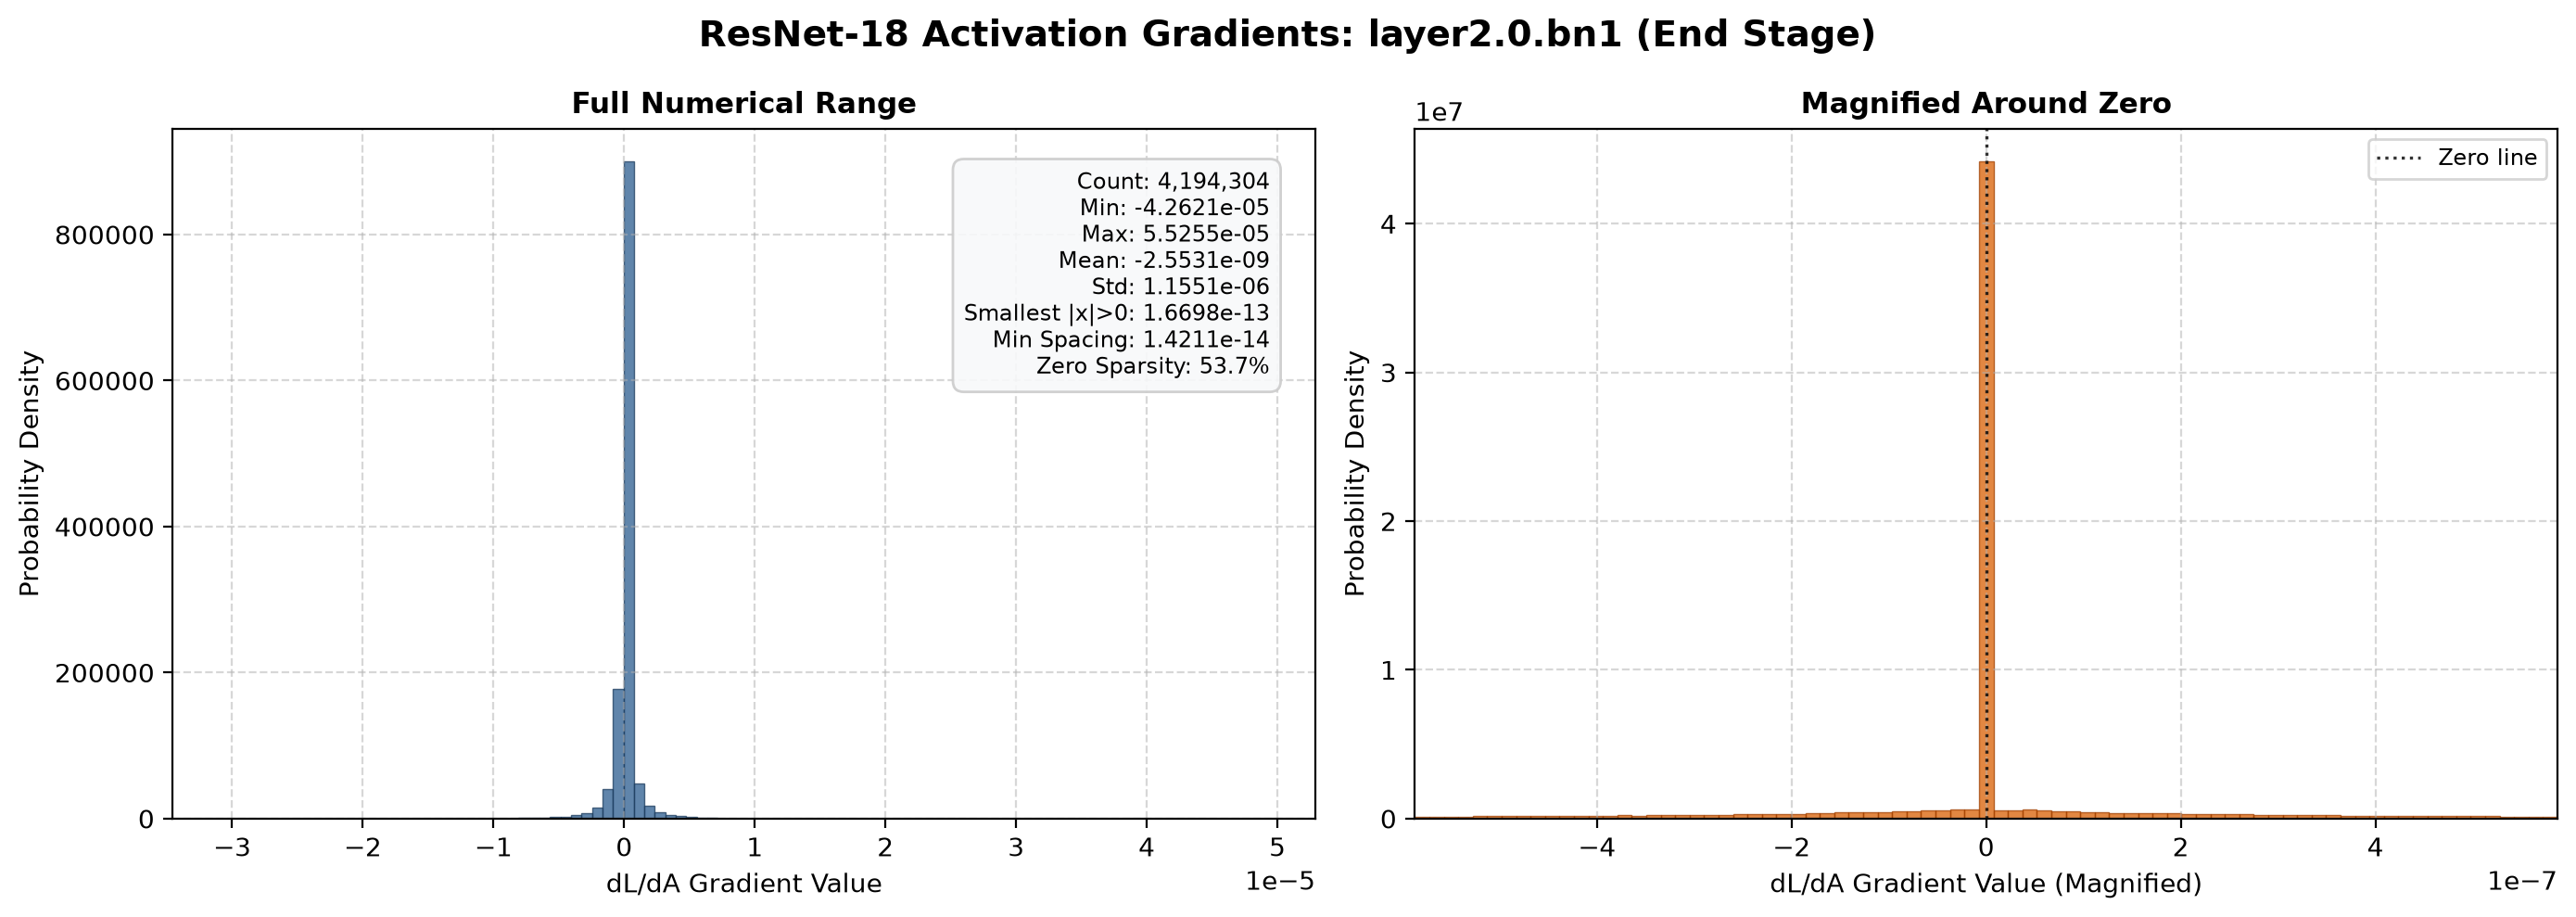 ResNet-18 Activation Gradients: layer2.0.bn1 (End Stage)
Full Numerical Range
Probability Density
800000
600000
400000
200000
0
Count: 4,194,304
Min: -4.2621e-05
Max: 5.5255e-05
Mean: -2.5531e-09
Std: 1.1551e-06
Smallest |x|>0: 1.6698e-13
Min Spacing: 1.4211e-14
Zero Sparsity: 53.7%
−3 −2 −1 0 1 2 3 4 5
1e−5
dL/dA Gradient Value
Magnified Around Zero
1e7
Probability Density
4
3
2
1
0
Zero line
−4 −2 0 2 4
1e−7
dL/dA Gradient Value (Magnified)